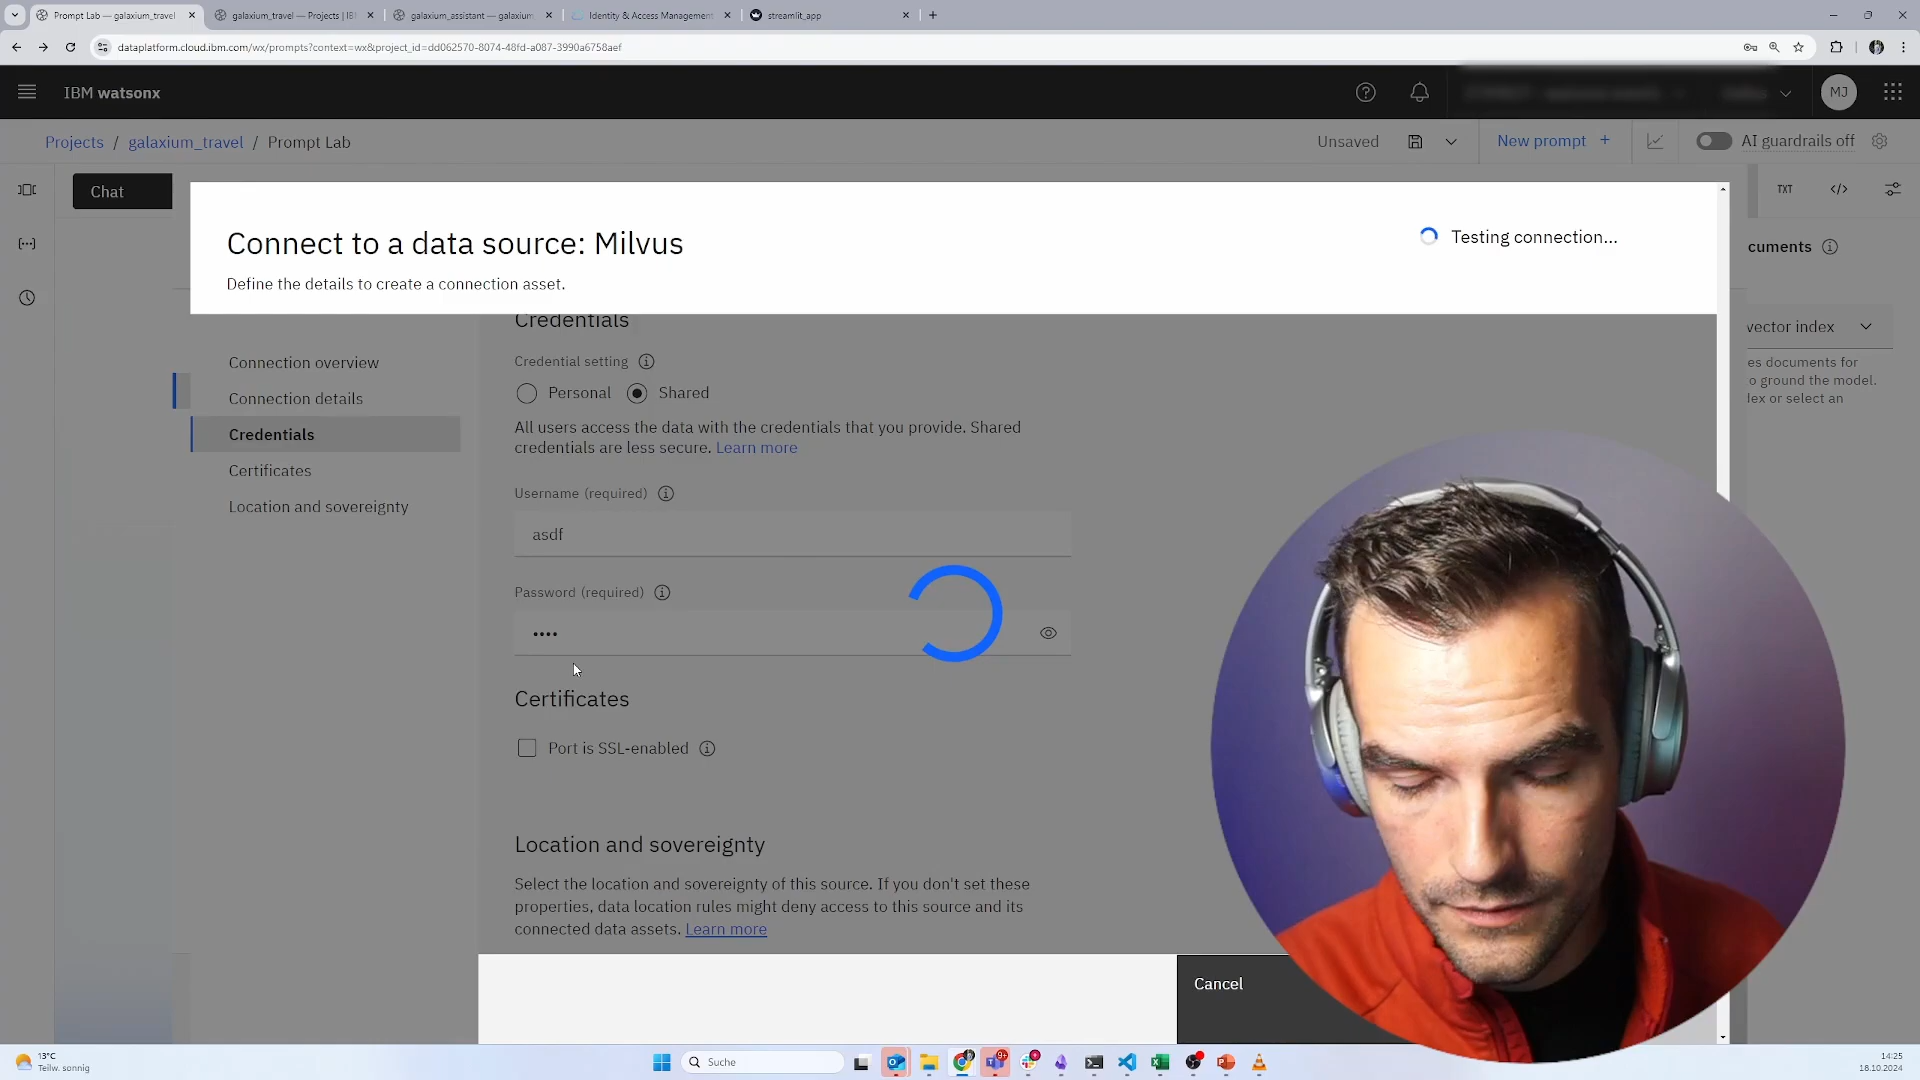 Prompt Lab — galaxium_travel
galaxium_travel — Projects | IB
galaxium_assistant — galaxium
Identity & Access Management
streamlit_app
dataplatform.cloud.ibm.com/wx/prompts?context=wx&project_id=dd062570-8074-48fd-a087-3990a6758aef
IBM watsonx
MJ
Projects / galaxium_travel / Prompt Lab
Unsaved
New prompt +
AI guardrails off
Chat
TXT
</>
Connect to a data source: Milvus
Testing connection...
Define the details to create a connection asset.
cuments
vector index
es documents for
o ground the model.
dex or select an
Connection overview
Connection details
Credentials
Certificates
Location and sovereignty
Credentials
Credential setting
Personal
Shared
All users access the data with the credentials that you provide. Shared
credentials are less secure. Learn more
Username (required)
asdf
Password (required)
••••
Certificates
Port is SSL-enabled
Location and sovereignty
Select the location and sovereignty of this source. If you don't set these
properties, data location rules might deny access to this source and its
connected data assets. Learn more
Cancel
13°C
Teilw. sonnig
Suche
9+
14:25
18.10.2024